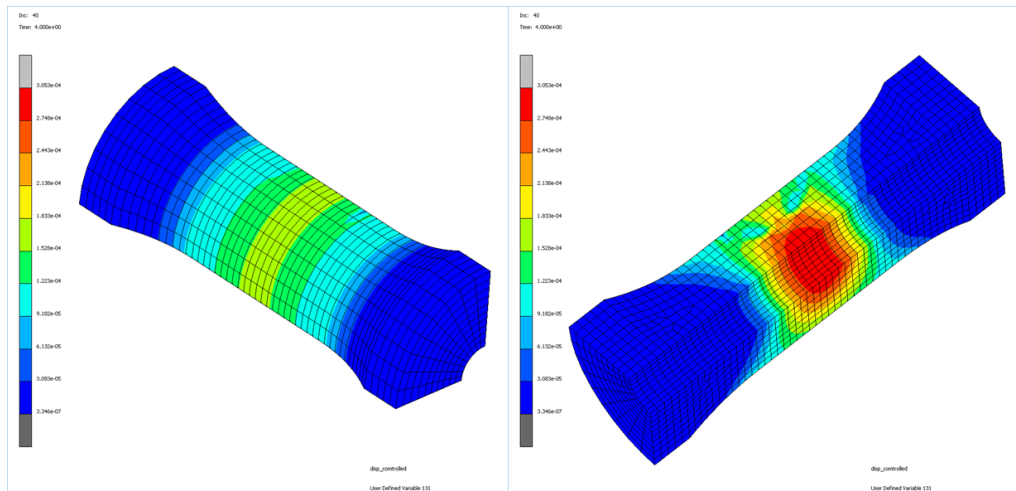 Inc: 40
Time: 4.000e+00
3.053e-04
2.748e-04
2.443e-04
2.138e-04
1.833e-04
1.528e-04
1.223e-04
9.182e-05
6.132e-05
3.083e-05
3.346e-07
disp_comtrolled
User Defined Variable 131
Inc: 40
Time: 4.000e+00
3.053e-04
2.748e-04
2.443e-04
2.138e-04
1.833e-04
1.528e-04
1.223e-04
9.182e-05
6.132e-05
3.083e-05
3.346e-07
disp_comtrolled
User Defined Variable 131